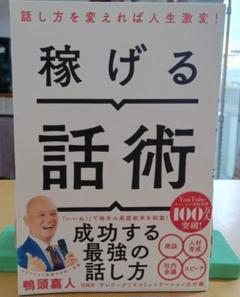 話し方を変えれば人生激変！
稼げる
話術
「いいね！」で相手の承認欲求を刺激！
成功する
最強の
話し方
鴨頭嘉人
YouTube
100万人
突破！
商談
人材
育成
社内
会議
スピーチ